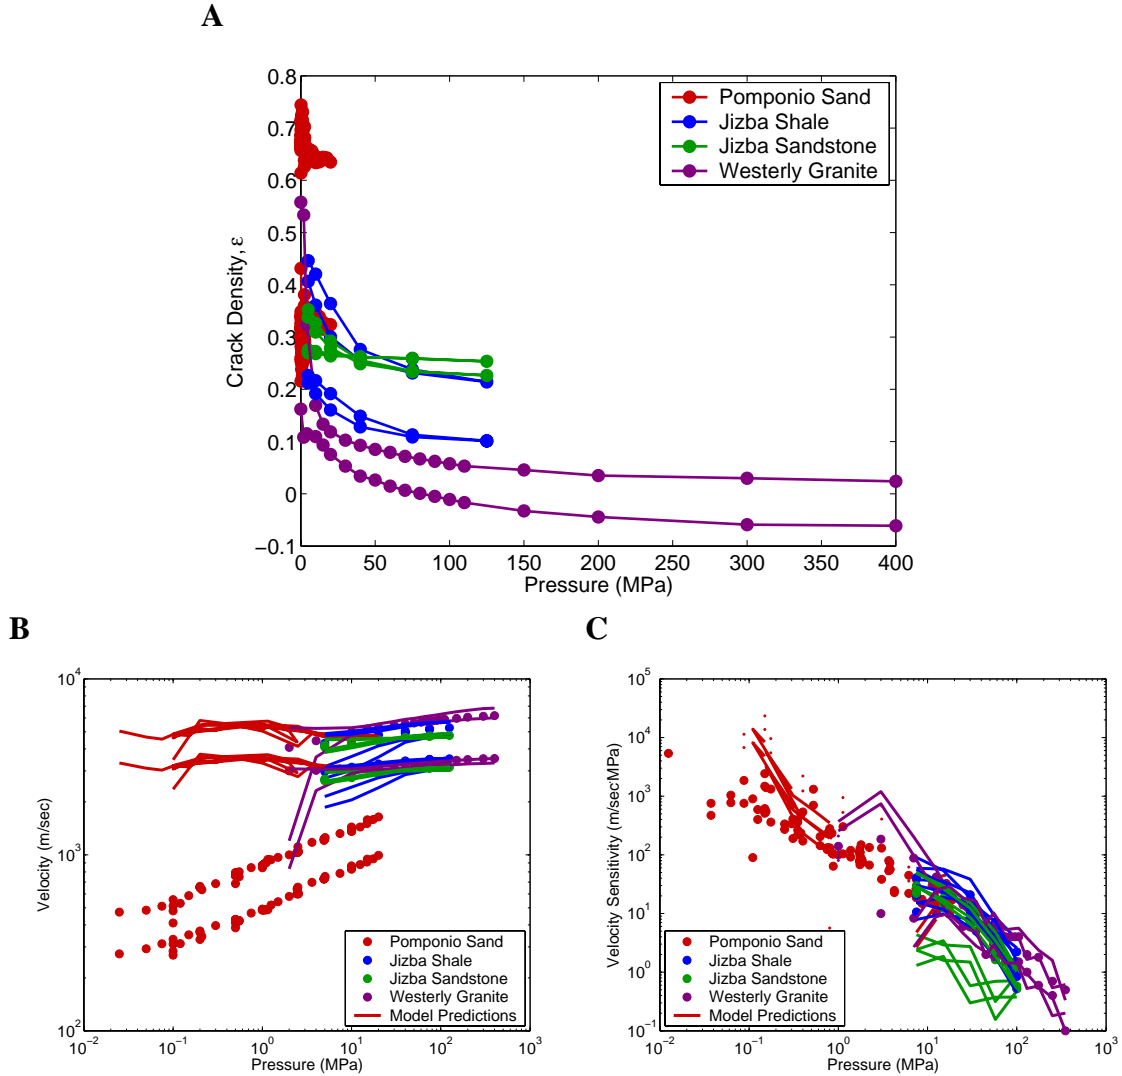 A
0.8
0.7
0.6
0.5
0.4
0.3
0.2
0.1
0
−0.1
Crack Density, ε
0 50 100 150 200 250 300 350 400
Pressure (MPa)
Pomponio Sand
Jizba Shale
Jizba Sandstone
Westerly Granite
B
10^4
10^3
10^2
Velocity (m/sec)
10^−2 10^−1 10^0 10^1 10^2 10^3
Pressure (MPa)
Pomponio Sand
Jizba Shale
Jizba Sandstone
Westerly Granite
Model Predictions
C
10^5
10^4
10^3
10^2
10^1
10^0
10^−1
Velocity Sensitivity (m/sec·MPa)
10^−2 10^−1 10^0 10^1 10^2 10^3
Pressure (MPa)
Pomponio Sand
Jizba Shale
Jizba Sandstone
Westerly Granite
Model Predictions